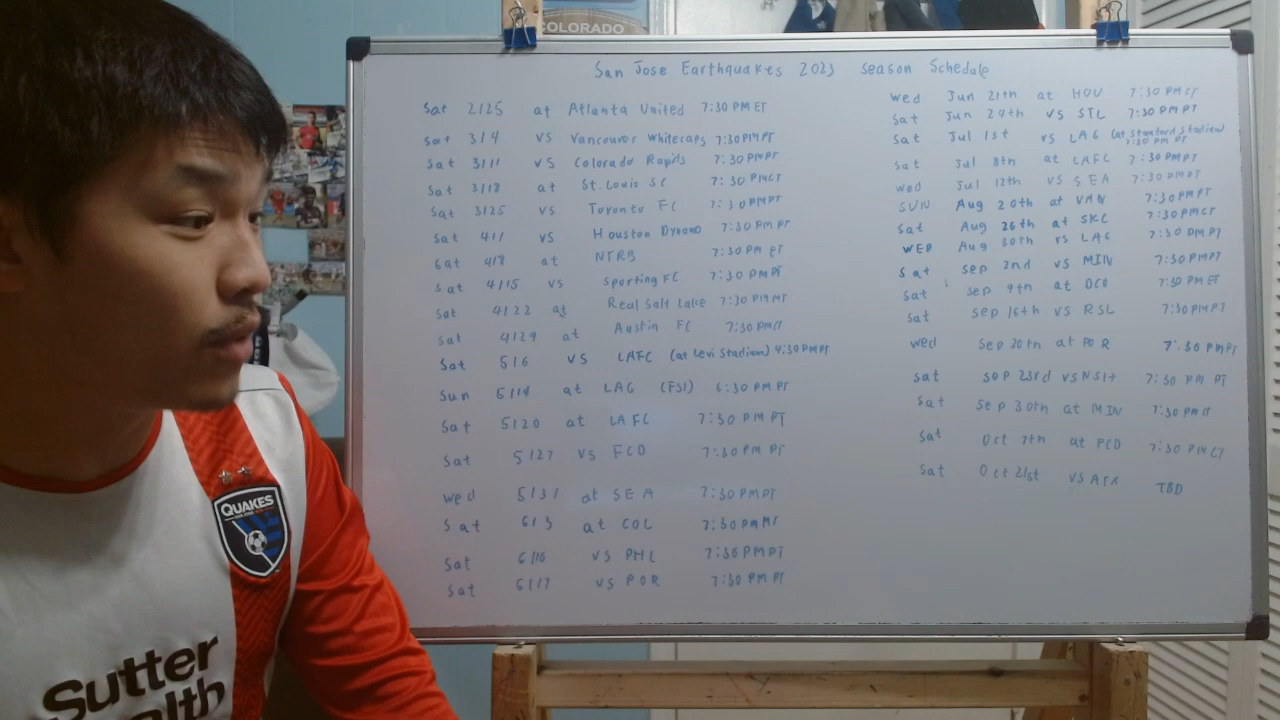 COLORADO
San Jose Earthquakes 2023 season Schedule
Sat 2/25 at Atlanta United 7:30 PM ET
Sat 3/4 vs Vancouver Whitecaps 7:30 PM PT
Sat 3/11 vs Colorado Rapids 7:30 PM PT
Sat 3/18 at St. Louis SC 7:30 PM CT
Sat 3/25 vs Toronto FC 7:30 PM PT
Sat 4/1 vs Houston Dynamo 7:30 PM PT
Sat 4/8 at NYRB 7:30 PM ET
Sat 4/15 vs Sporting KC 7:30 PM PT
Sat 4/22 at Real Salt Lake 7:30 PM MT
Sat 4/29 at Austin FC 7:30 PM CT
Sat 5/6 vs LAFC (at Levi Stadium) 4:30 PM PT
Sun 5/14 at LAG (FS1) 6:30 PM PT
Sat 5/20 at LAFC 7:30 PM PT
Sat 5/27 vs FCD 7:30 PM PT
Wed 5/31 at SEA 7:30 PM PT
Sat 6/3 at COL 7:30 PM MT
Sat 6/10 vs PHL 7:30 PM PT
Sat 6/17 vs POR 7:30 PM PT
Wed Jun 21th at HOU 7:30 PM CT
Sat Jun 24th vs STL 7:30 PM PT
Sat Jul 1st vs LAG (at Stanford Stadium)
7:30 PM PT
Sat Jul 8th at LAFC 7:30 PM PT
Wed Jul 12th vs SEA 7:30 PM PT
SUN Aug 20th at VAN 7:30 PM PT
Sat Aug 26th at SKC 7:30 PM CT
WED Aug 30th vs LAG 7:30 PM PT
Sat Sep 2nd vs MIN 7:30 PM PT
Sat Sep 9th at DCU 7:30 PM ET
Sat Sep 16th vs RSL 7:30 PM PT
Wed Sep 20th at POR 7:30 PM PT
Sat Sep 23rd vs NSH 7:30 PM PT
Sat Sep 30th at MIN 7:30 PM CT
Sat Oct 7th at FCD 7:30 PM CT
Sat Oct 21st vs ATX TBD
QUAKES
Sutter